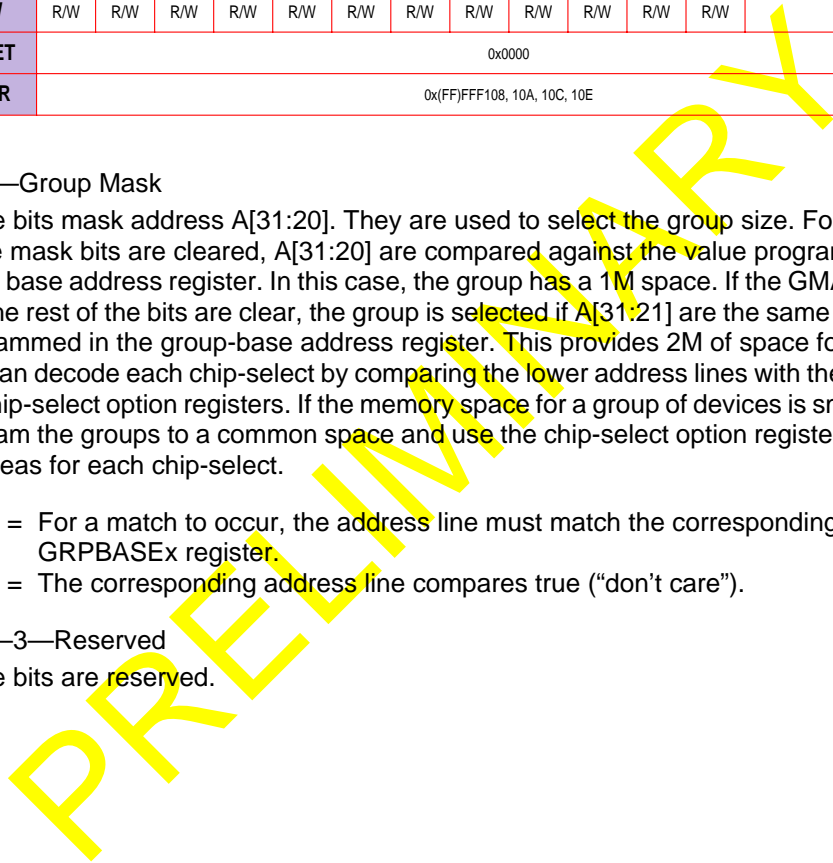 R/W R/W R/W R/W R/W R/W R/W R/W R/W R/W R/W R/W
ET 0x0000
R 0x(FF)FFF108, 10A, 10C, 10E
—Group Mask
e bits mask address A[31:20]. They are used to select the group size. Fo
e mask bits are cleared, A[31:20] are compared against the value program
base address register. In this case, the group has a 1M space. If the GMA
he rest of the bits are clear, the group is selected if A[31:21] are the same
ammed in the group-base address register. This provides 2M of space fo
an decode each chip-select by comparing the lower address lines with the
hip-select option registers. If the memory space for a group of devices is sm
am the groups to a common space and use the chip-select option registe
eas for each chip-select.
= For a match to occur, the address line must match the corresponding
GRPBASEx register.
= The corresponding address line compares true (“don’t care”).
–3—Reserved
e bits are reserved.
PRELIMINARY